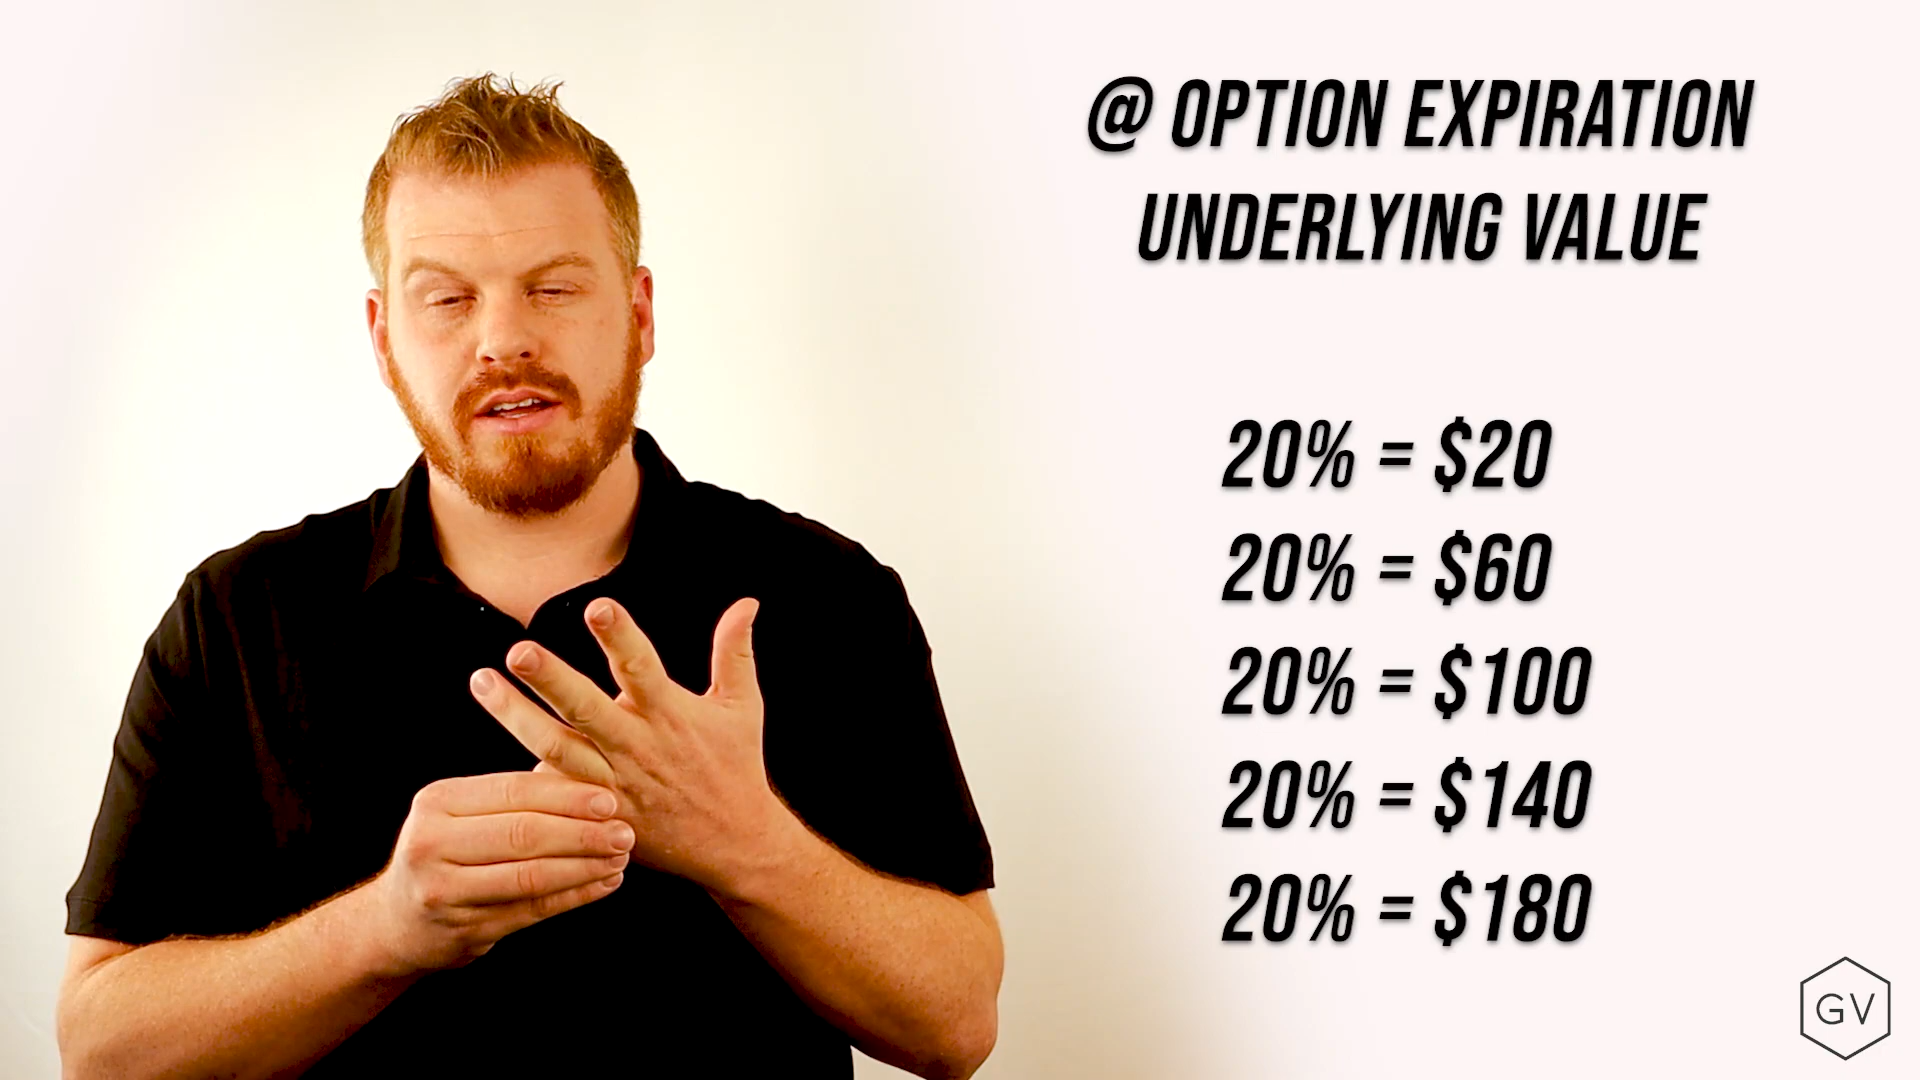 @ OPTION EXPIRATION
UNDERLYING VALUE
20% = $20
20% = $60
20% = $100
20% = $140
20% = $180
GV